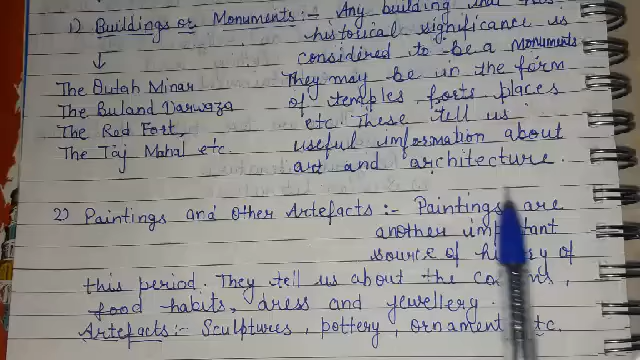 1) Buildings or Monuments :- Any building that has
historical significance is
↓ considered to be a monuments
The Qutab Minar They may be in the form
The Buland Darwaza of temples forts places
The Red Fort, etc. These tell us
The Taj Mahal etc. useful information about
art and architecture.
2) Paintings and Other Artefacts :- Paintings are
another important
source of of
this period. They tell us about the
food habits, dress and jewellery.
Artefacts :- Sculptures, pottery, ornament etc.